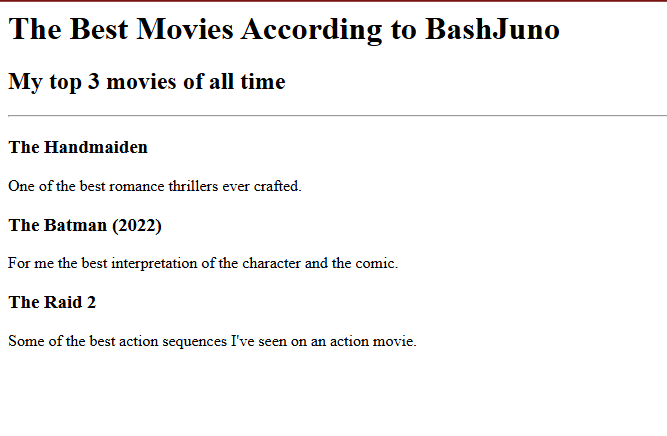 The Best Movies According to BashJuno
My top 3 movies of all time
The Handmaiden
One of the best romance thrillers ever crafted.
The Batman (2022)
For me the best interpretation of the character and the comic.
The Raid 2
Some of the best action sequences I've seen on an action movie.